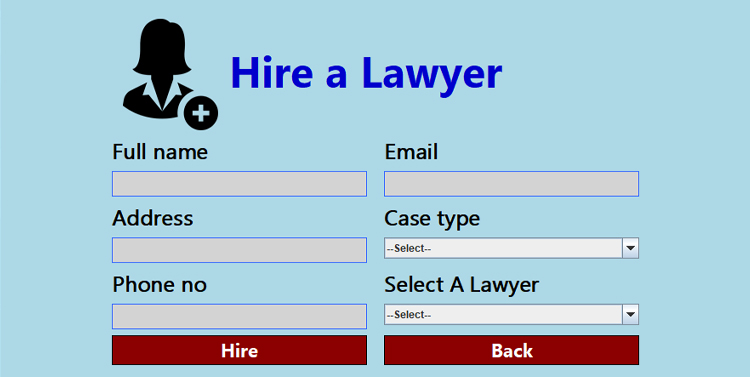 Hire a Lawyer
Full name
Email
Address
Case type
--Select--
Phone no
Select A Lawyer
--Select--
Hire
Back